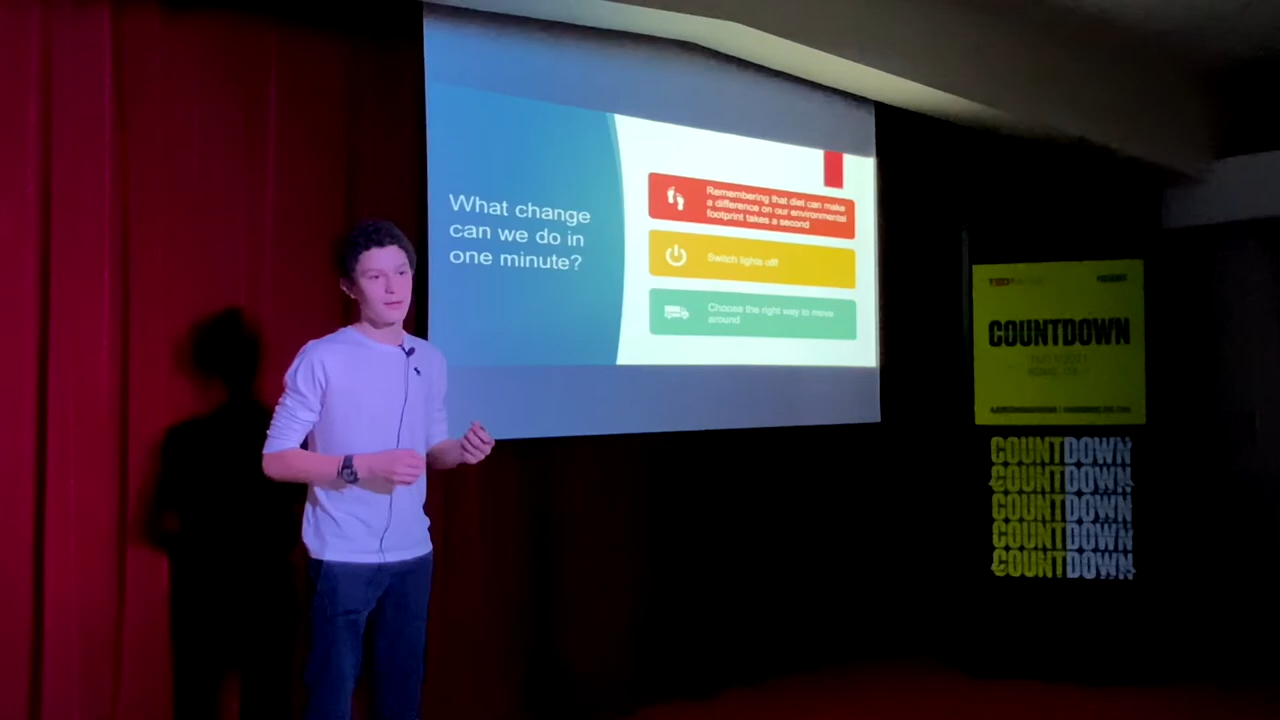 What change
can we do in
one minute?
Remembering that diet can make
a difference on our environmental
footprint takes a second
Switch lights off!
Choose the right way to move
around
COUNTDOWN
COUNTDOWN
COUNTDOWN
COUNTDOWN
COUNTDOWN
COUNTDOWN